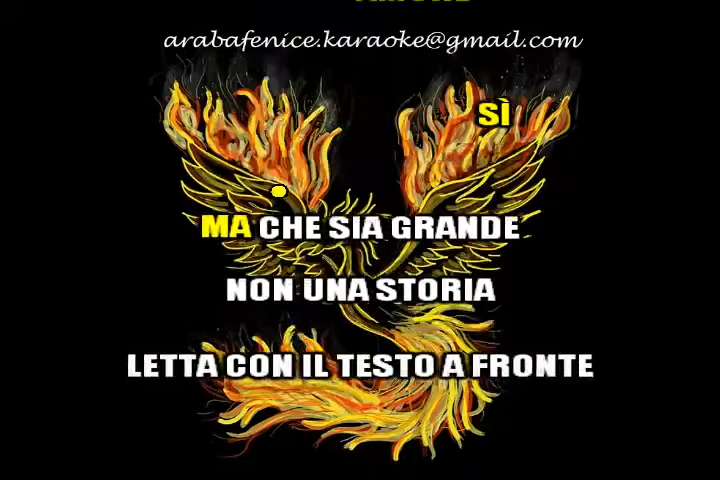 arabafenice.karaoke@gmail.com
SÌ
MA CHE SIA GRANDE
NON UNA STORIA
LETTA CON IL TESTO A FRONTE